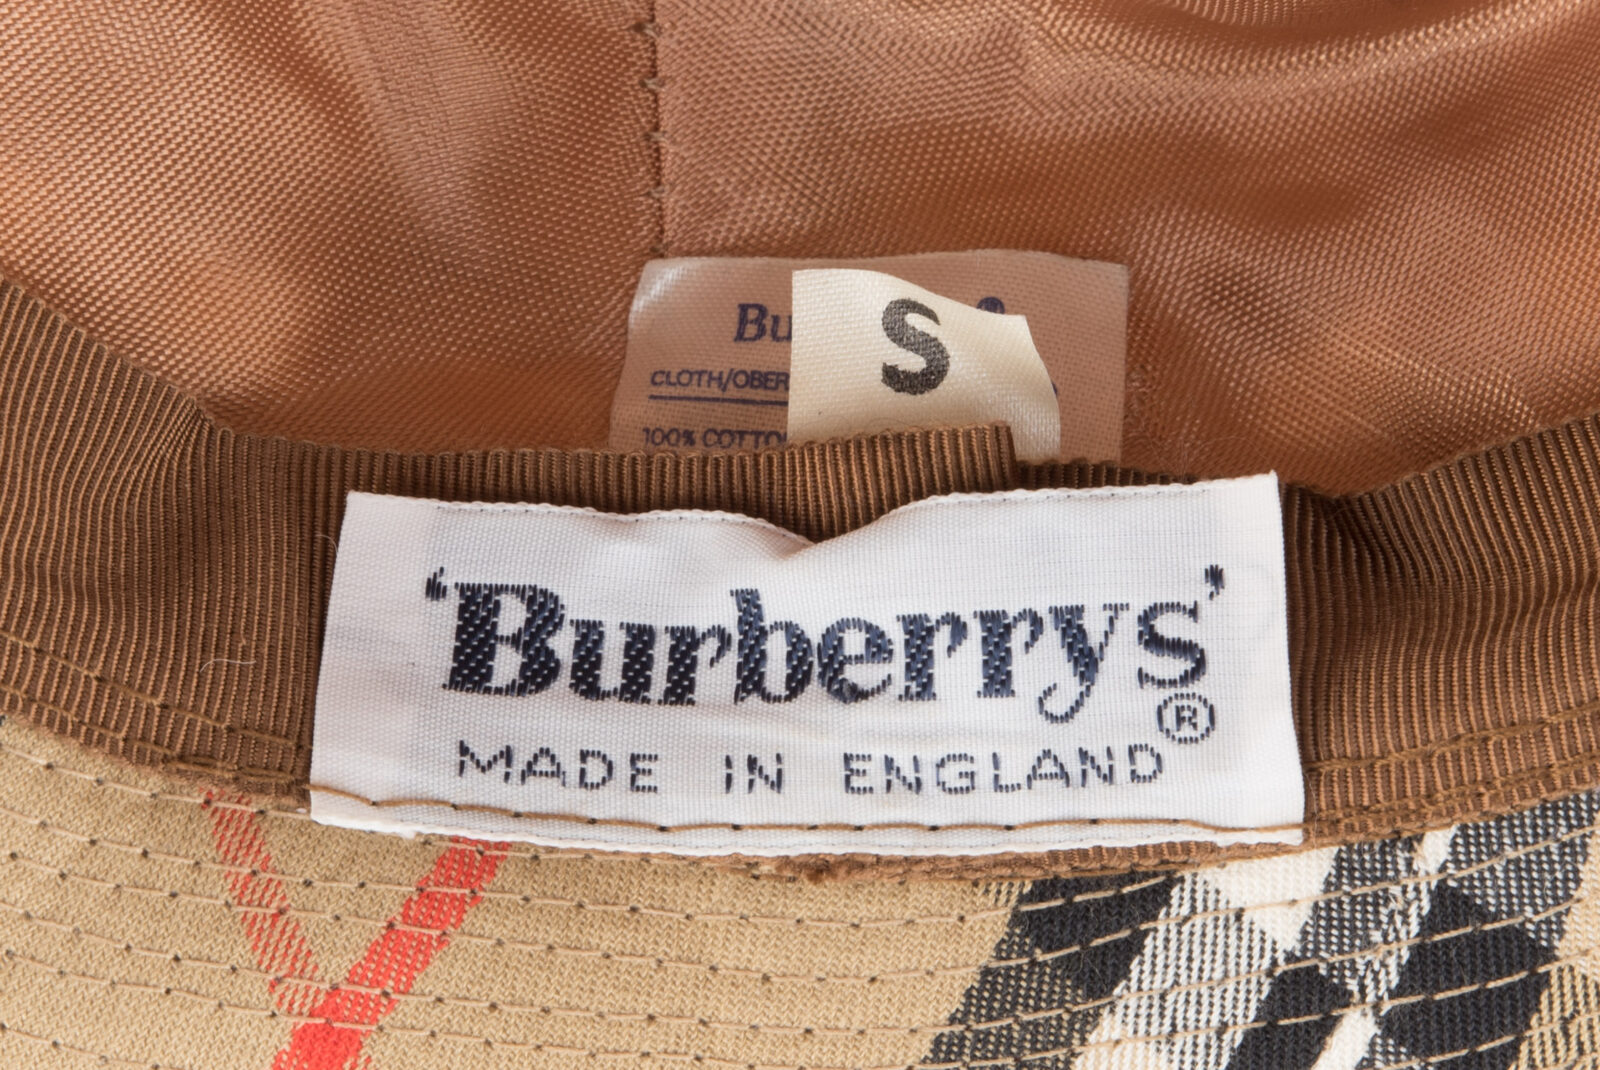 Bu
S
CLOTH/OBER
100% COTTO
'Burberrys'®
MADE IN ENGLAND